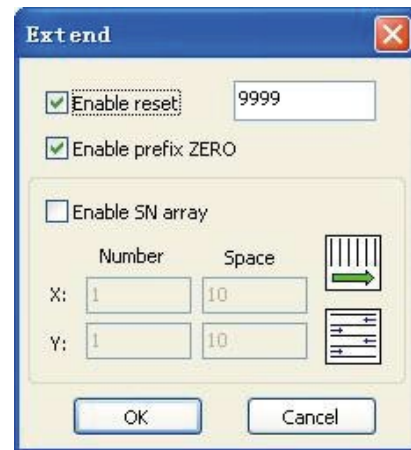 Extend
Enable reset 9999
Enable prefix ZERO
Enable SN array
Number Space
X: 1 10
Y: 1 10
OK Cancel